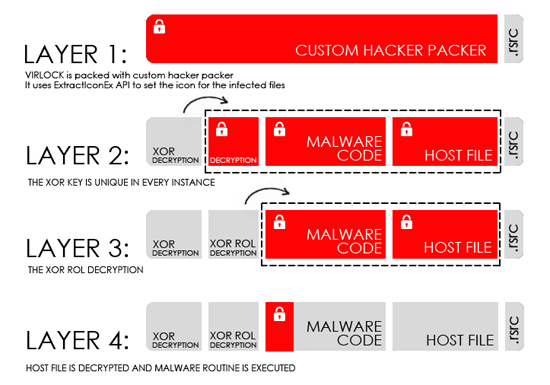 LAYER 1:
CUSTOM HACKER PACKER
.rsrc
VIRLOCK is packed with custom hacker packer
It uses ExtractIconEx API to set the icon for the infected files
LAYER 2:
XOR
DECRYPTION
DECRYPTION
MALWARE
CODE
HOST FILE
.rsrc
THE XOR KEY IS UNIQUE IN EVERY INSTANCE
LAYER 3:
XOR
DECRYPTION
XOR ROL
DECRYPTION
MALWARE
CODE
HOST FILE
.rsrc
THE XOR ROL DECRYPTION
LAYER 4:
XOR
DECRYPTION
XOR ROL
DECRYPTION
MALWARE
CODE
HOST FILE
.rsrc
HOST FILE IS DECRYPTED AND MALWARE ROUTINE IS EXECUTED